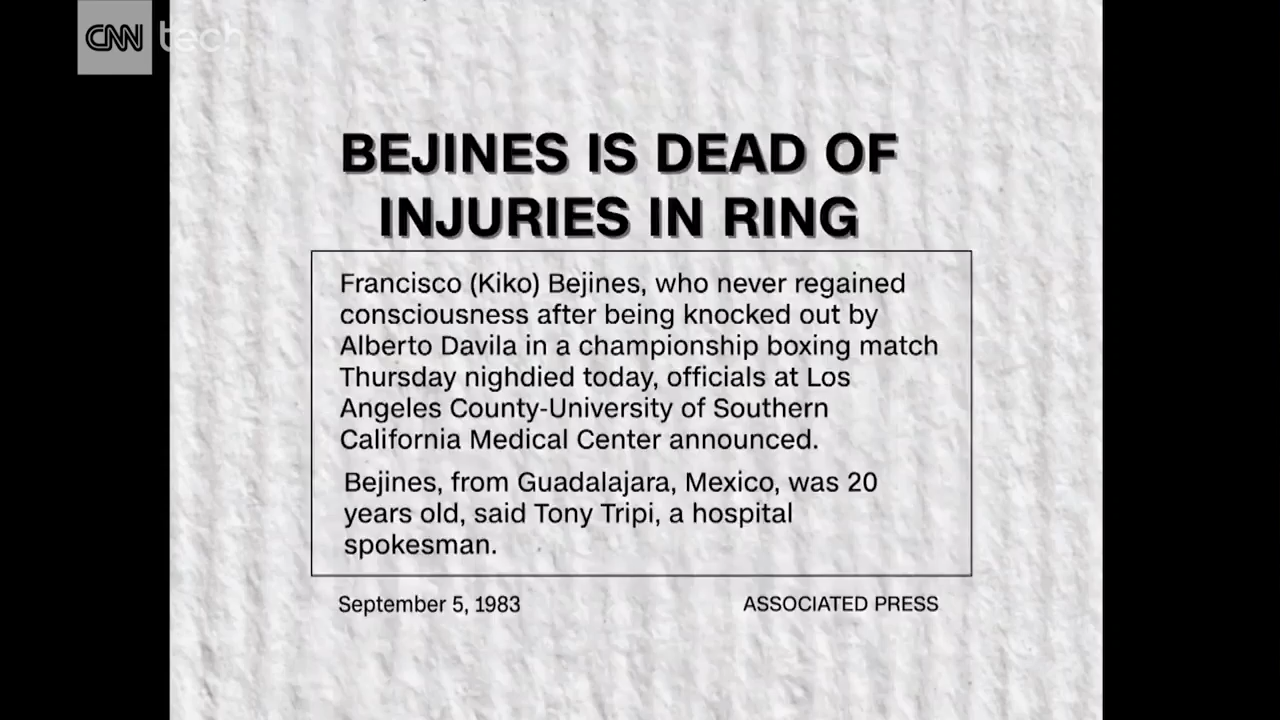 CNN tech
BEJINES IS DEAD OF
INJURIES IN RING
Francisco (Kiko) Bejines, who never regained
consciousness after being knocked out by
Alberto Davila in a championship boxing match
Thursday nighdied today, officials at Los
Angeles County-University of Southern
California Medical Center announced.
Bejines, from Guadalajara, Mexico, was 20
years old, said Tony Tripi, a hospital
spokesman.
September 5, 1983 ASSOCIATED PRESS